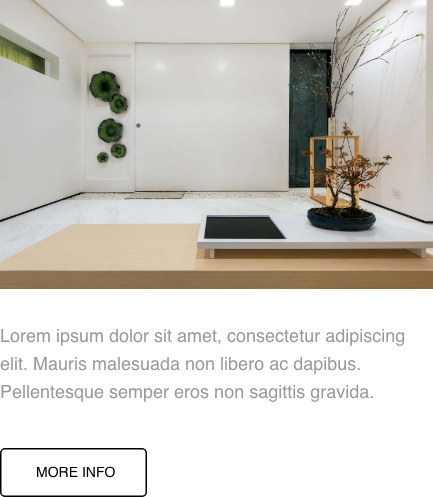 Lorem ipsum dolor sit amet, consectetur adipiscing
elit. Mauris malesuada non libero ac dapibus.
Pellentesque semper eros non sagittis gravida.
MORE INFO